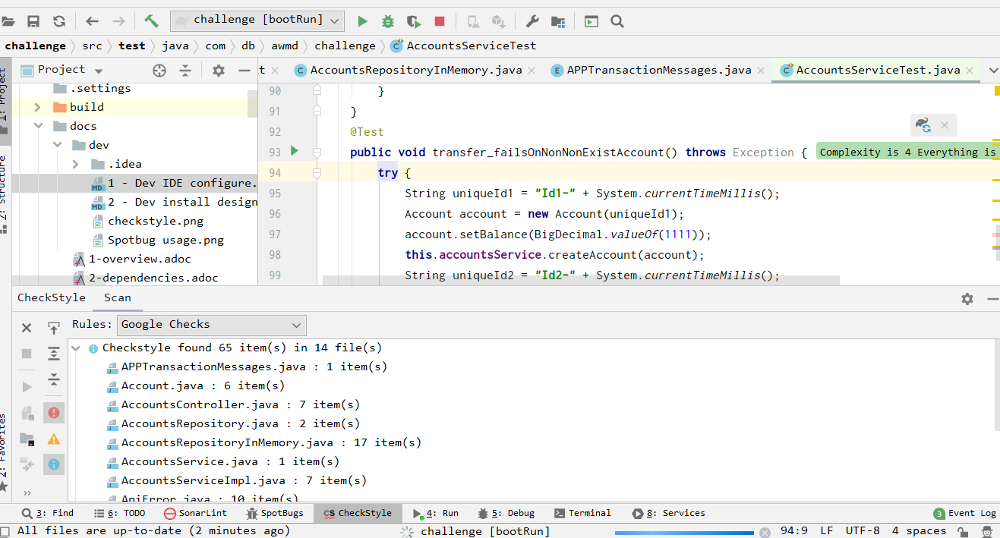 challenge [bootRun]
challenge src test java com db awmd challenge AccountsServiceTest
Project t AccountsRepositoryInMemory.java APPTransactionMessages.java AccountsServiceTest.java
1: Project
.settings
build
docs
dev
.idea
1 - Dev IDE configure.
2 - Dev install design
checkstyle.png
Spotbug usage.png
1-overview.adoc
2-dependencies.adoc
90 }
91 }
92 @Test
93 public void transfer_failsOnNonNonExistAccount() throws Exception { Complexity is 4 Everything is
94 try {
95 String uniqueId1 = "Id1-" + System.currentTimeMillis();
96 Account account = new Account(uniqueId1);
97 account.setBalance(BigDecimal.valueOf(1111));
98 this.accountsService.createAccount(account);
99 String uniqueId2 = "Id2-" + System.currentTimeMillis();
Z: Structure
CheckStyle Scan
Rules: Google Checks
Checkstyle found 65 item(s) in 14 file(s)
APPTransactionMessages.java : 1 item(s)
Account.java : 6 item(s)
AccountsController.java : 7 item(s)
AccountsRepository.java : 2 item(s)
AccountsRepositoryInMemory.java : 17 item(s)
AccountsService.java : 1 item(s)
AccountsServiceImpl.java : 7 item(s)
ApiError.java : 10 item(s)
2: Favorites
3: Find 6: TODO SonarLint SpotBugs CS CheckStyle 4: Run 5: Debug Terminal 8: Services 3 Event Log
All files are up-to-date (2 minutes ago) challenge [bootRun] 94:9 LF UTF-8 4 spaces